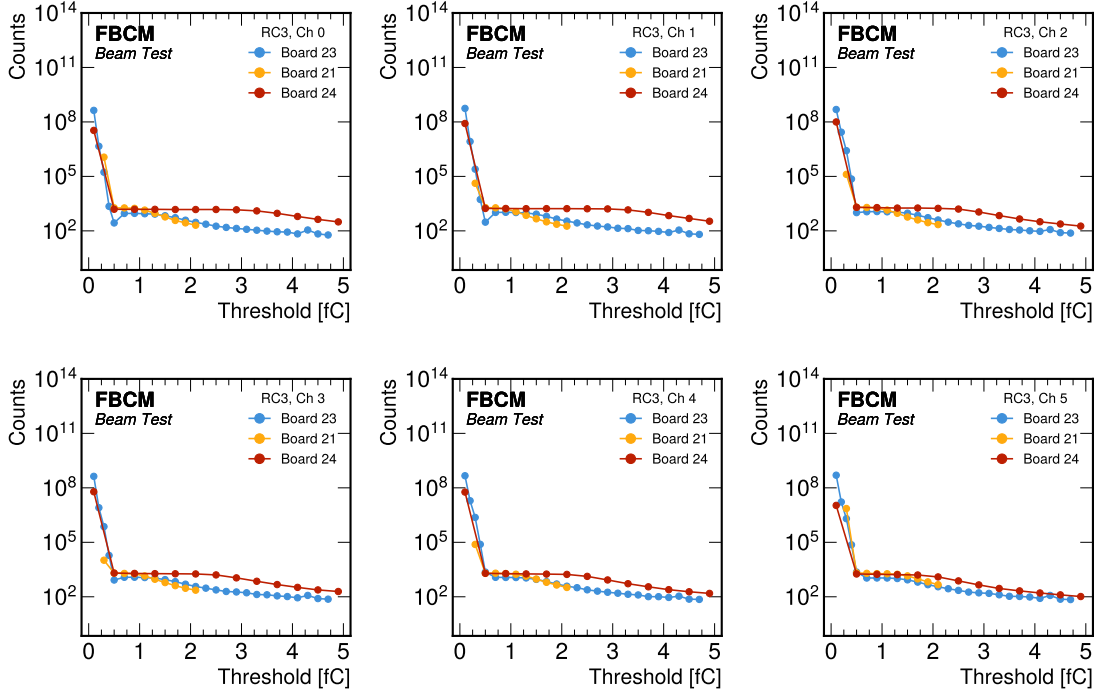 FBCM
Beam Test
RC3, Ch 0
Board 23
Board 21
Board 24
Counts
10^14
10^11
10^8
10^5
10^2
0 1 2 3 4 5
Threshold [fC]
FBCM
Beam Test
RC3, Ch 1
Board 23
Board 21
Board 24
Counts
10^14
10^11
10^8
10^5
10^2
0 1 2 3 4 5
Threshold [fC]
FBCM
Beam Test
RC3, Ch 2
Board 23
Board 21
Board 24
Counts
10^14
10^11
10^8
10^5
10^2
0 1 2 3 4 5
Threshold [fC]
FBCM
Beam Test
RC3, Ch 3
Board 23
Board 21
Board 24
Counts
10^14
10^11
10^8
10^5
10^2
0 1 2 3 4 5
Threshold [fC]
FBCM
Beam Test
RC3, Ch 4
Board 23
Board 21
Board 24
Counts
10^14
10^11
10^8
10^5
10^2
0 1 2 3 4 5
Threshold [fC]
FBCM
Beam Test
RC3, Ch 5
Board 23
Board 21
Board 24
Counts
10^14
10^11
10^8
10^5
10^2
0 1 2 3 4 5
Threshold [fC]